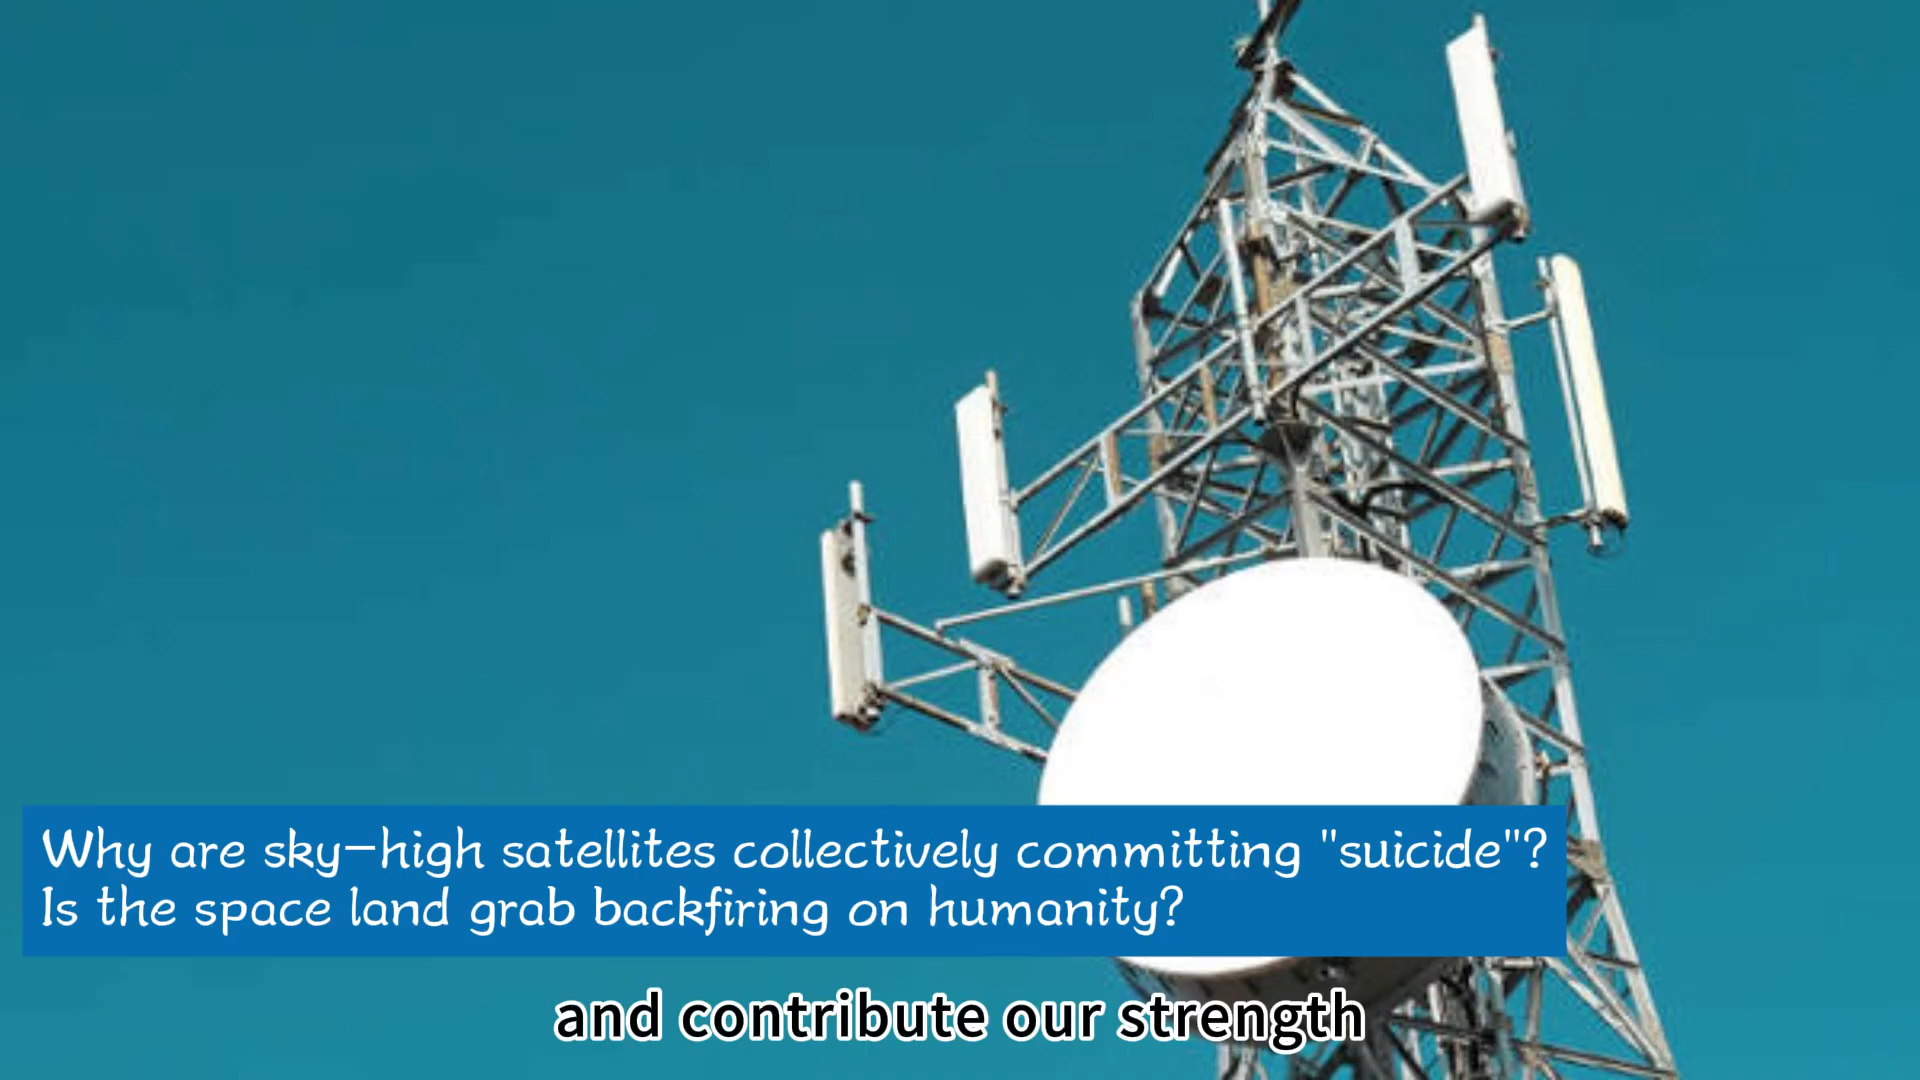 Why are sky-high satellites collectively committing "suicide"?
Is the space land grab backfiring on humanity?
and contribute our strength